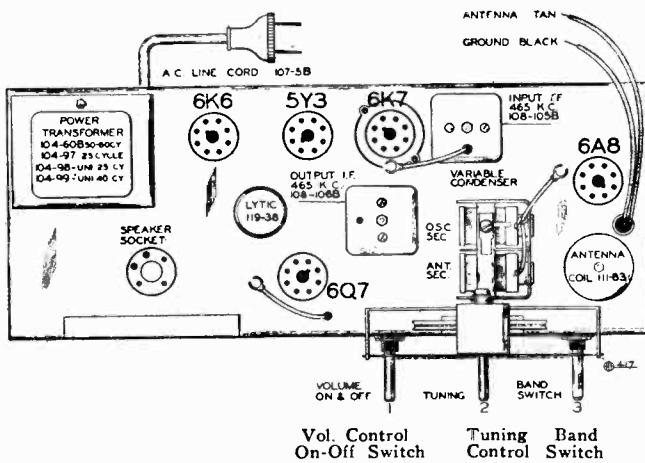 ANTENNA TAN
GROUND BLACK
A.C. LINE CORD 107-5B
POWER
TRANSFORMER
104-60B 50-60CY
104-97 25 CYCLE
104-98-UNI 25 CY
104-99-UNI 40 CY
6K6
5Y3
6K7
INPUT I.F.
465 K.C.
108-105B
6A8
OUTPUT I.F.
465 K.C.
108-106B
VARIABLE
CONDENSER
LYTIC
119-38
SPEAKER
SOCKET
OSC
SEC.
ANT.
SEC.
ANTENNA
COIL 111-83
6Q7
417
VOLUME
ON & OFF
TUNING
BAND
SWITCH
1
2
3
Vol. Control
On-Off Switch
Tuning
Control
Band
Switch